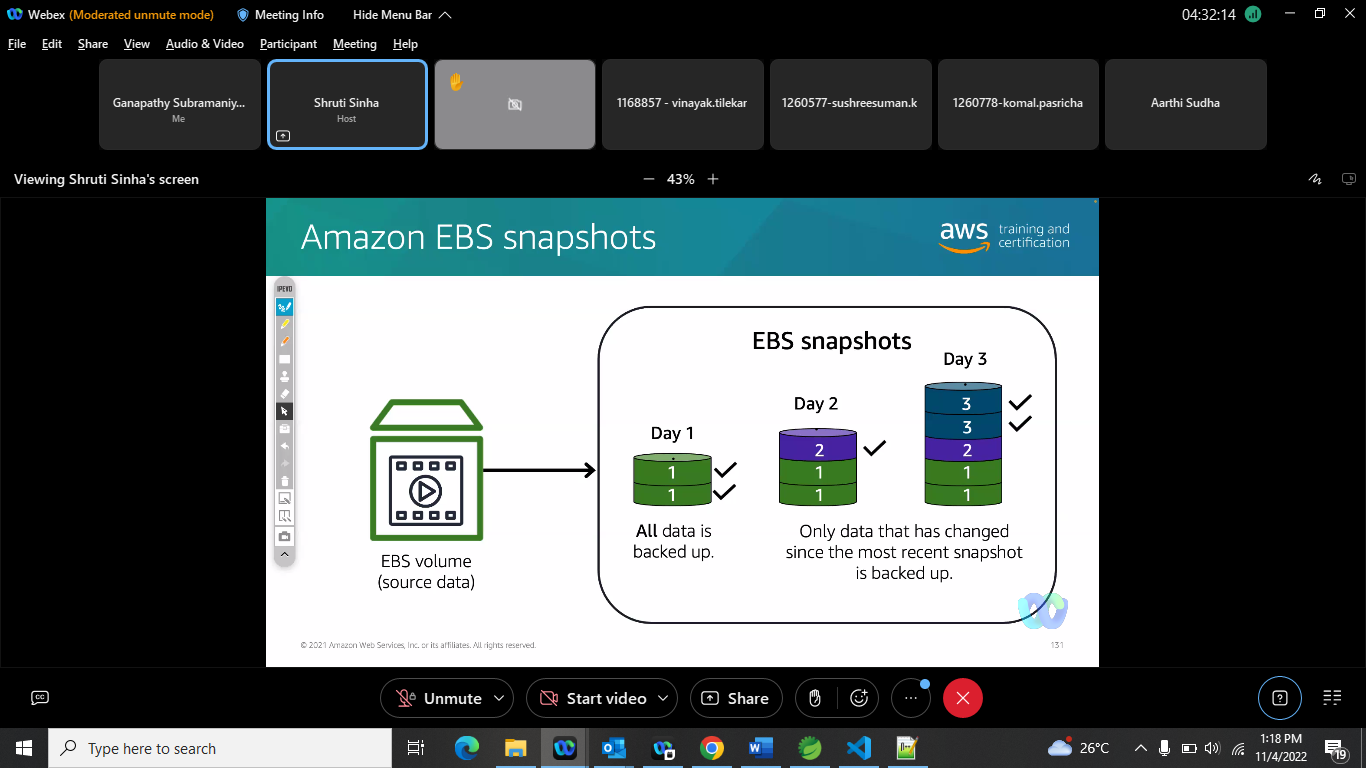 Webex (Moderated unmute mode) Meeting Info Hide Menu Bar 04:32:14
File Edit Share View Audio & Video Participant Meeting Help
Ganapathy Subramaniy...
Me
Shruti Sinha
Host
1168857 - vinayak.tilekar
1260577-sushreesuman.k
1260778-komal.pasricha
Aarthi Sudha
Viewing Shruti Sinha's screen
43%
Amazon EBS snapshots
aws training and
certification
IPEVO
EBS snapshots
Day 1
1
1
All data is
backed up.
Day 2
2
1
1
Day 3
3
3
2
1
1
Only data that has changed
since the most recent snapshot
is backed up.
EBS volume
(source data)
© 2021 Amazon Web Services, Inc. or its affiliates. All rights reserved.
131
CC
Unmute Start video Share
Type here to search
W
26°C
1:18 PM
11/4/2022
19